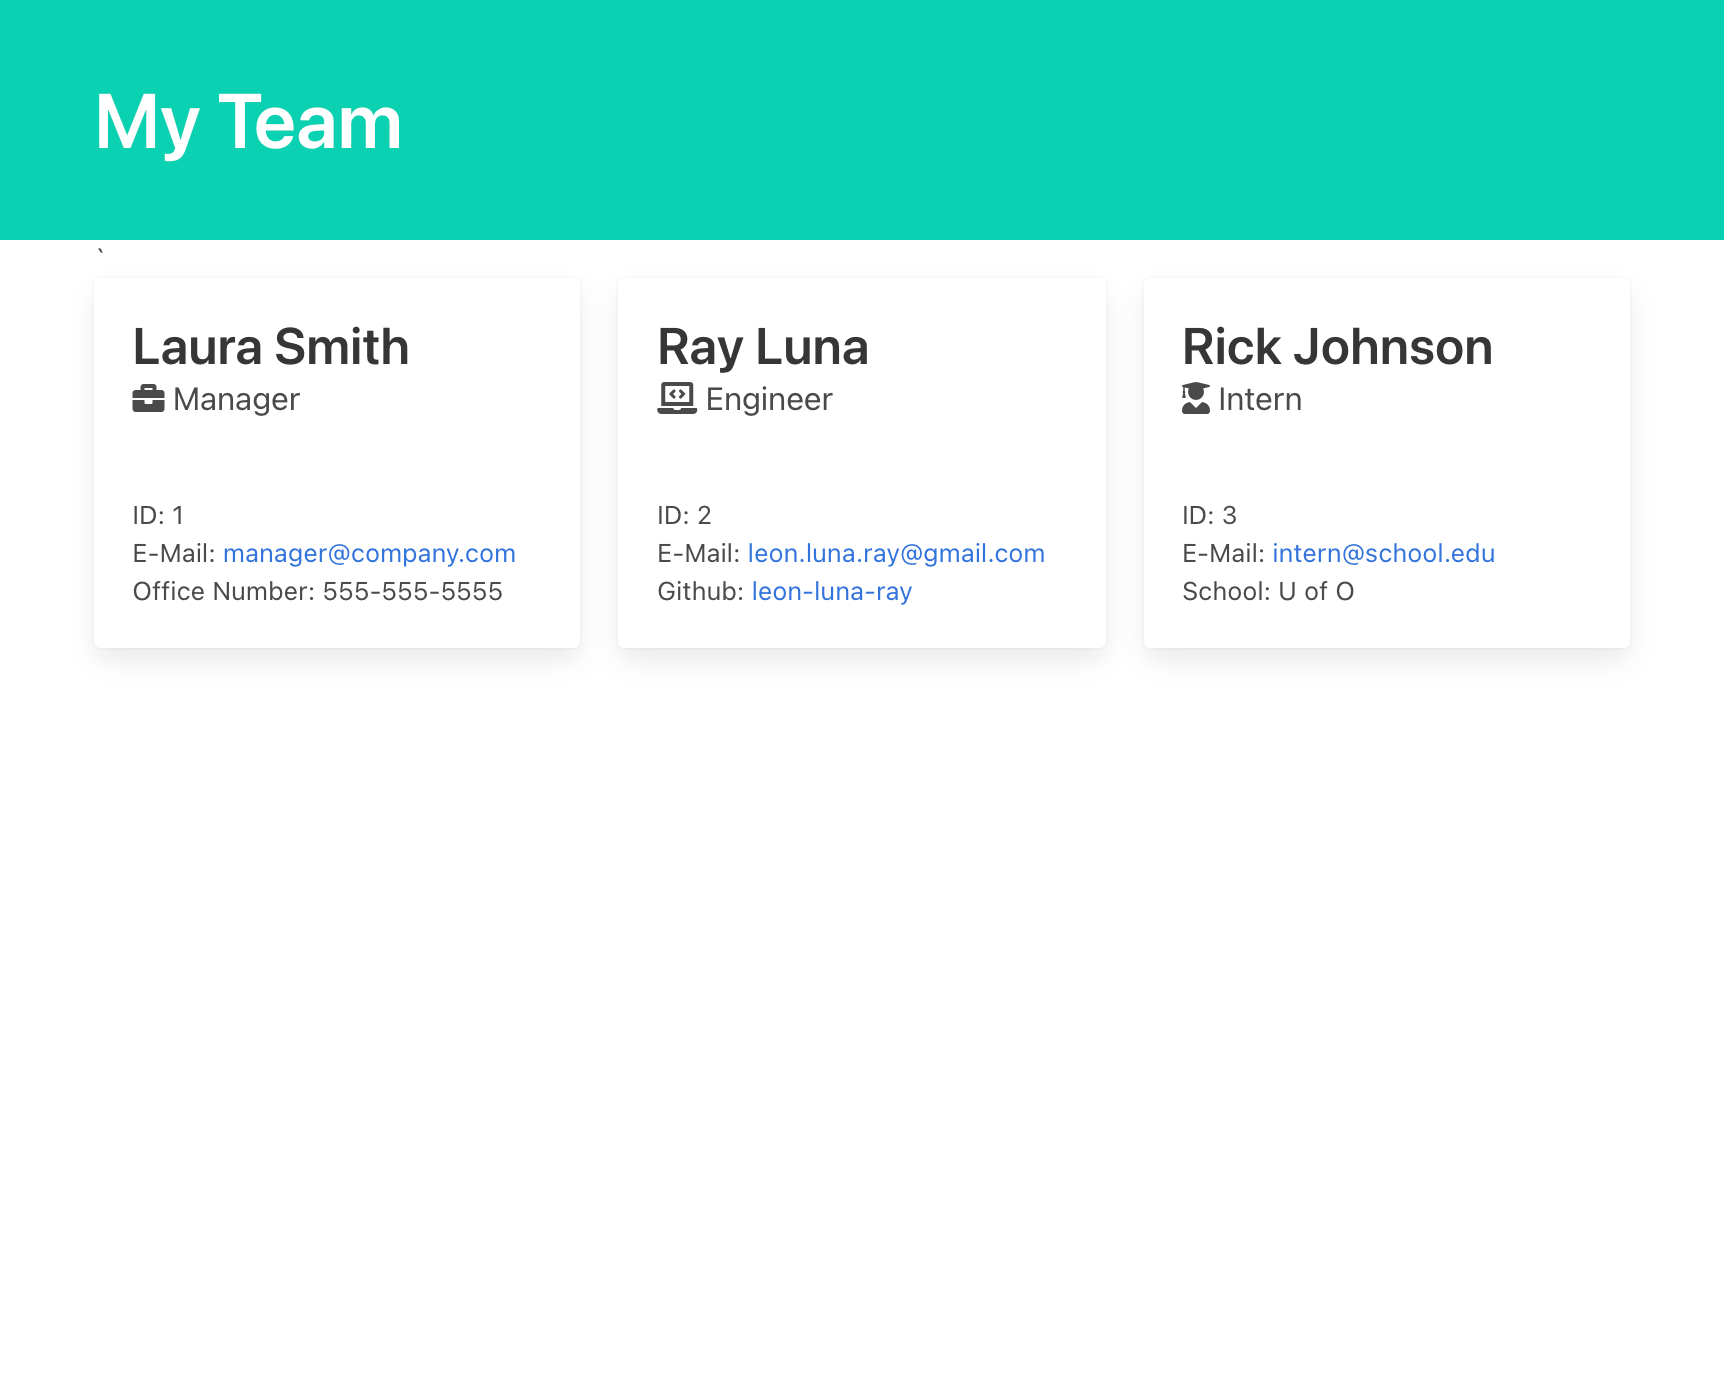 My Team
`
Laura Smith
Manager
ID: 1
E-Mail: manager@company.com
Office Number: 555-555-5555
Ray Luna
Engineer
ID: 2
E-Mail: leon.luna.ray@gmail.com
Github: leon-luna-ray
Rick Johnson
Intern
ID: 3
E-Mail: intern@school.edu
School: U of O